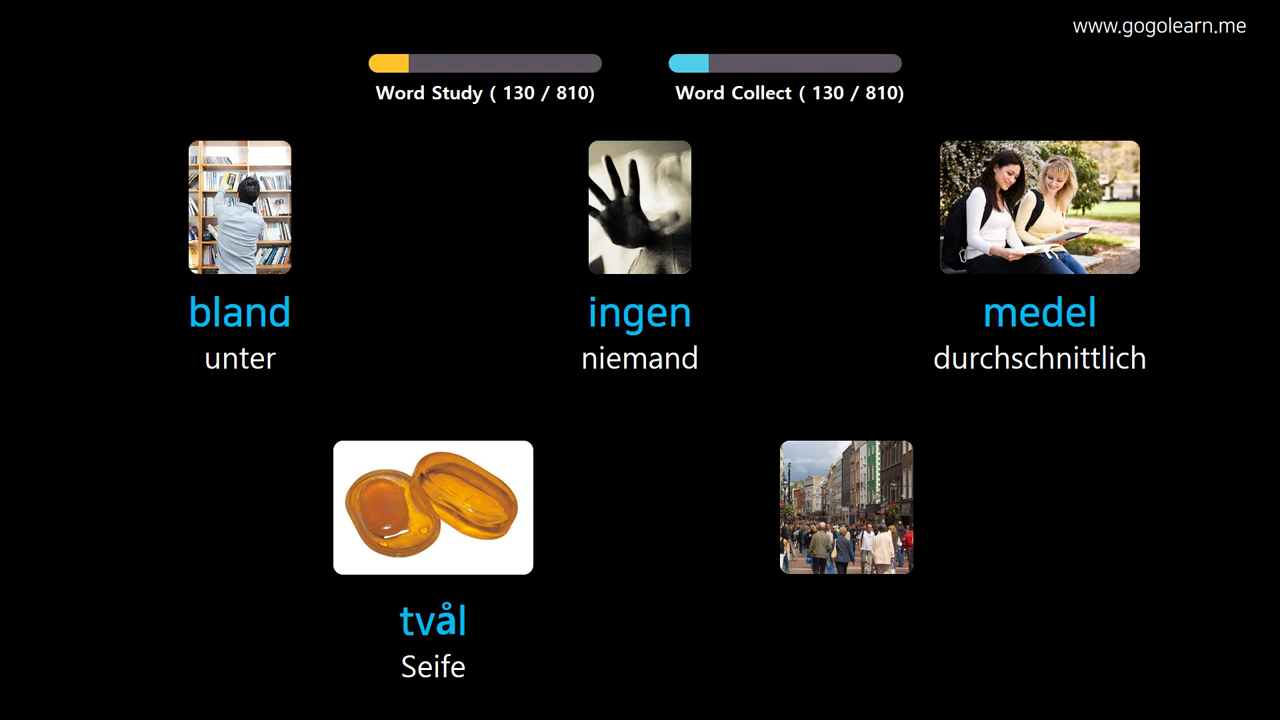 www.gogolearn.me
Word Study ( 130 / 810)
Word Collect ( 130 / 810)
bland
unter
ingen
niemand
medel
durchschnittlich
tvål
Seife